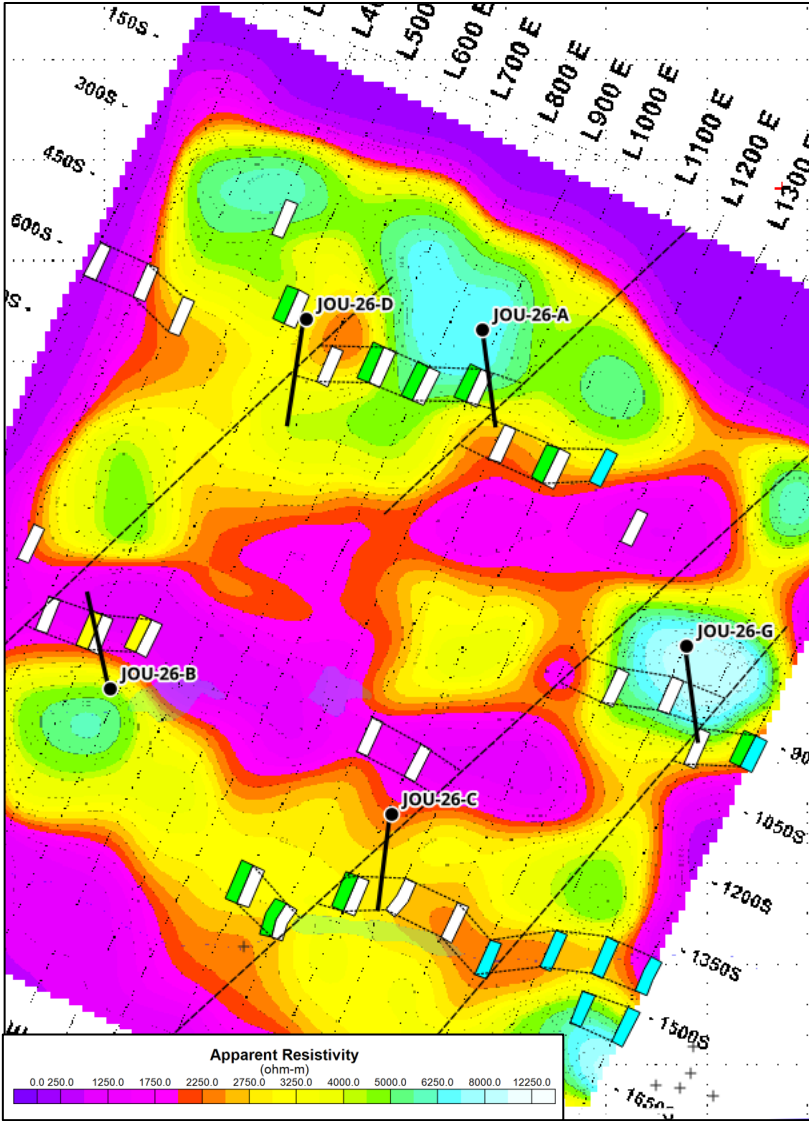 150S -
300S -
450S -
600S -
L500
L600 E
L700 E
L800 E
L900 E
L1000 E
L1100 E
L1200 E
L1300 E
JOU-26-D
JOU-26-A
JOU-26-G
JOU-26-B
JOU-26-C
- 1050S
- 1200S
- 1350S
- 1500S
- 1650S
Apparent Resistivity
(ohm-m)
0.0 250.0 1250.0 1750.0 2250.0 2750.0 3250.0 4000.0 5000.0 6250.0 8000.0 12250.0